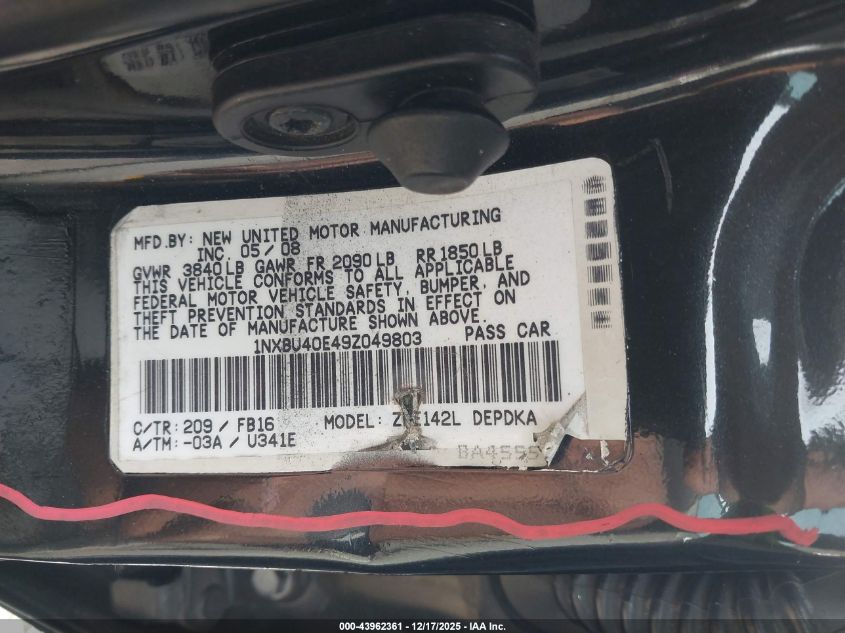 MFD.BY: NEW UNITED MOTOR MANUFACTURING
INC. 05/08
GVWR 3840LB GAWR FR 2090LB RR 1850LB
THIS VEHICLE CONFORMS TO ALL APPLICABLE
FEDERAL MOTOR VEHICLE SAFETY, BUMPER, AND
THEFT PREVENTION STANDARDS IN EFFECT ON
THE DATE OF MANUFACTURE SHOWN ABOVE.
1NXBU40E49Z049803 PASS CAR
C/TR: 209 / FB16 MODEL: 142L DEPDKA
A/TM: -03A / U341E
000-43962361 - 12/17/2025 - IAA Inc.